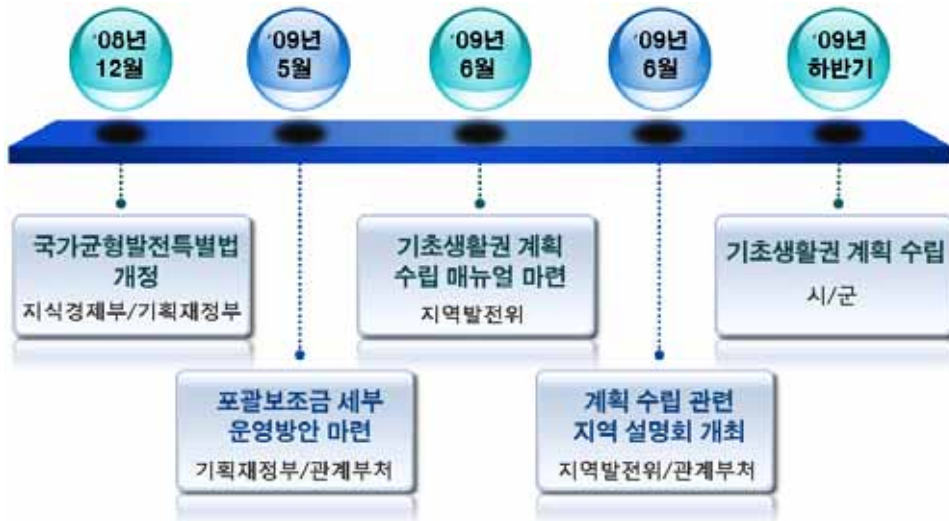 ‘08년
12월
‘09년
5월
‘09년
6월
‘09년
6월
‘09년
하반기
국가균형발전특별법
개정
지식경제부/기획재정부
기초생활권 계획
수립 매뉴얼 마련
지역발전위
기초생활권 계획 수립
시/군
포괄보조금 세부
운영방안 마련
기획재정부/관계부처
계획 수립 관련
지역 설명회 개최
지역발전위/관계부처